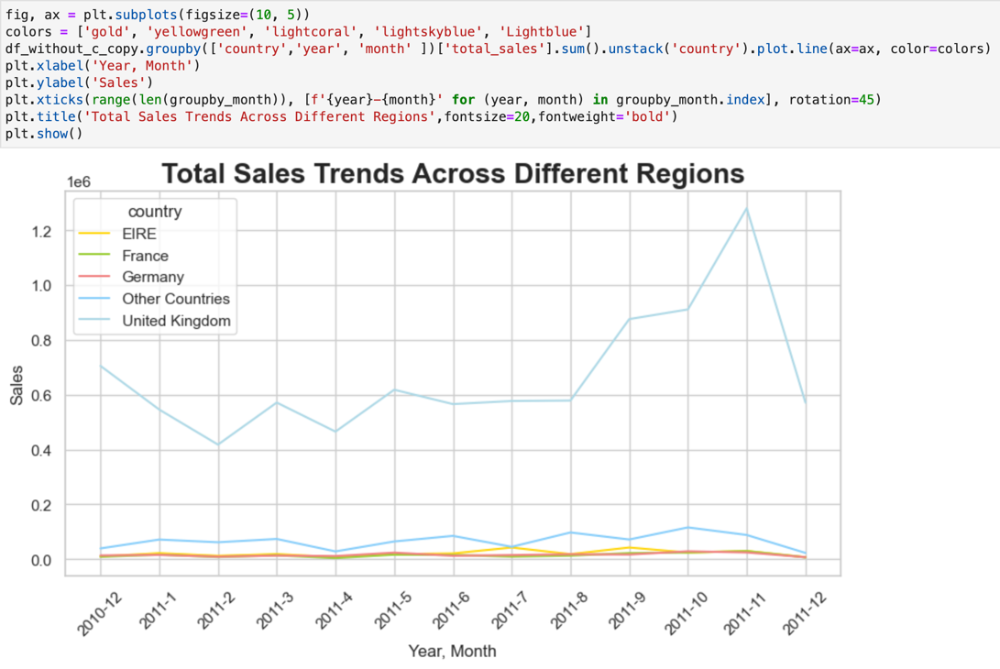 fig, ax = plt.subplots(figsize=(10, 5))
colors = ['gold', 'yellowgreen', 'lightcoral', 'lightskyblue', 'Lightblue']
df_without_c_copy.groupby(['country','year', 'month' ])['total_sales'].sum().unstack('country').plot.line(ax=ax, color=colors)
plt.xlabel('Year, Month')
plt.ylabel('Sales')
plt.xticks(range(len(groupby_month)), [f'{year}-{month}' for (year, month) in groupby_month.index], rotation=45)
plt.title('Total Sales Trends Across Different Regions',fontsize=20,fontweight='bold')
plt.show()
Total Sales Trends Across Different Regions
1e6
country
EIRE
France
Germany
Other Countries
United Kingdom
1.2
1.0
0.8
0.6
0.4
0.2
0.0
Sales
2010-12
2011-1
2011-2
2011-3
2011-4
2011-5
2011-6
2011-7
2011-8
2011-9
2011-10
2011-11
2011-12
Year, Month